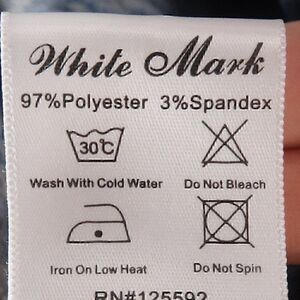 White Mark
97%Polyester 3%Spandex
30℃
Wash With Cold Water Do Not Bleach
Iron On Low Heat Do Not Spin
RN#125592